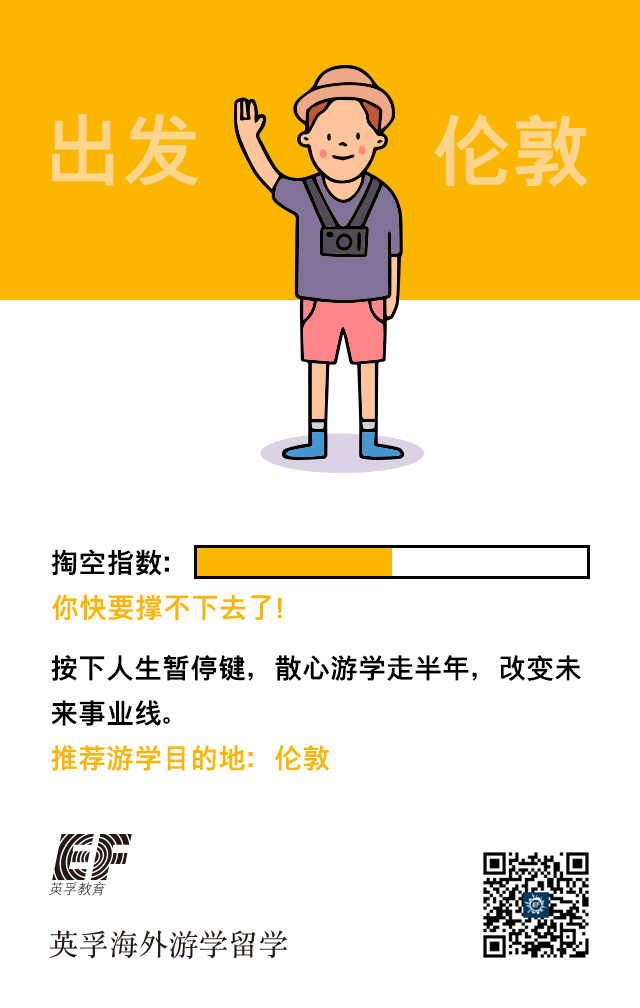 出发 伦敦
掏空指数:
你快要撑不下去了!
按下人生暂停键，散心游学走半年，改变未
来事业线。
推荐游学目的地: 伦敦
EF
英孚教育
英孚海外游学留学